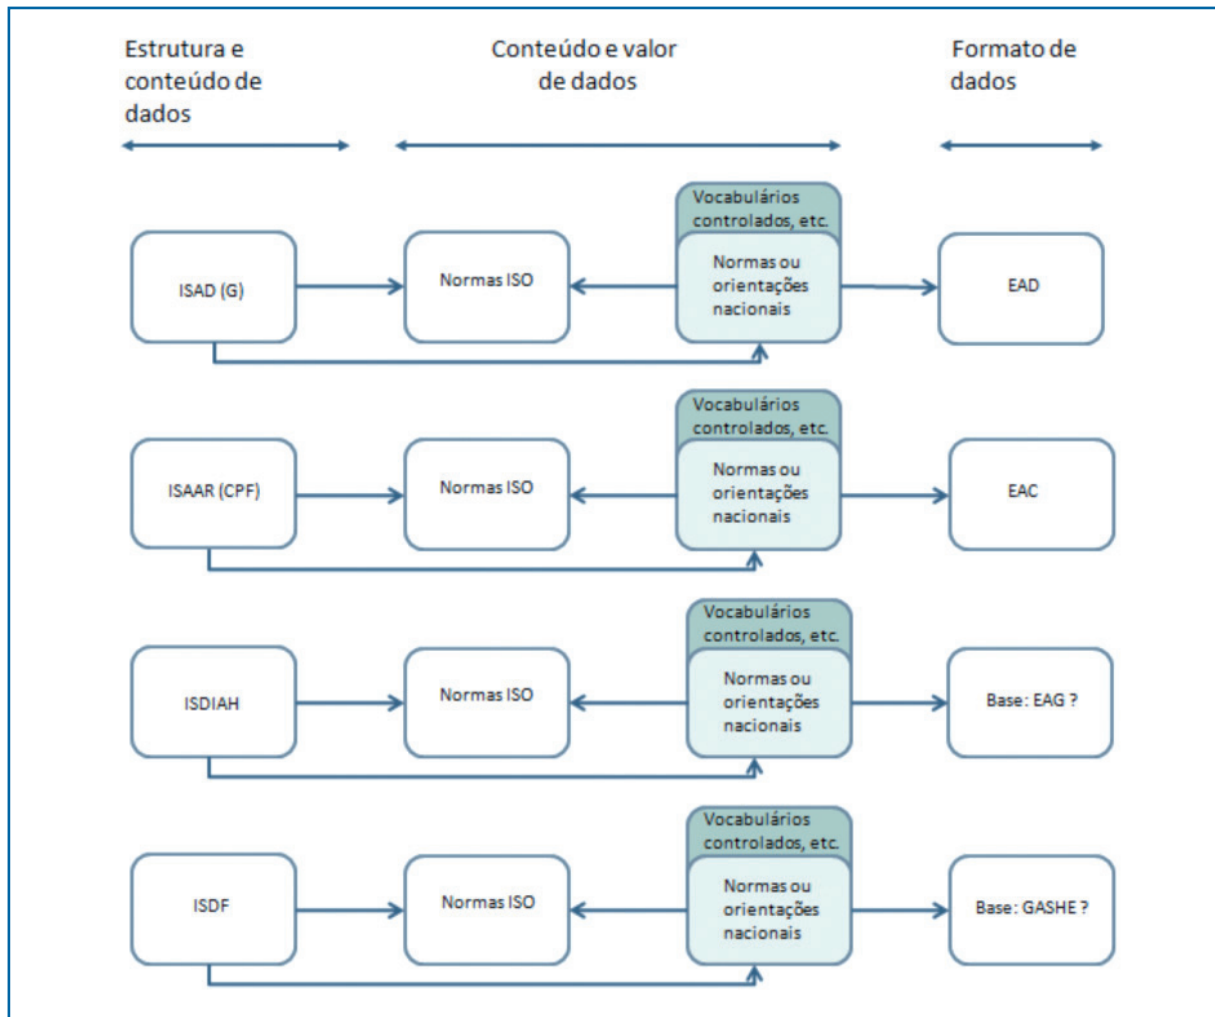 Estrutura e
conteúdo de
dados
Conteúdo e valor
de dados
Formato de
dados
Vocabulários
controlados, etc.
ISAD (G)
Normas ISO
Normas ou
orientações
nacionais
EAD
Vocabulários
controlados, etc.
ISAAR (CPF)
Normas ISO
Normas ou
orientações
nacionais
EAC
Vocabulários
controlados, etc.
ISDIAH
Normas ISO
Normas ou
orientações
nacionais
Base: EAG ?
Vocabulários
controlados, etc.
ISDF
Normas ISO
Normas ou
orientações
nacionais
Base: GASHE ?